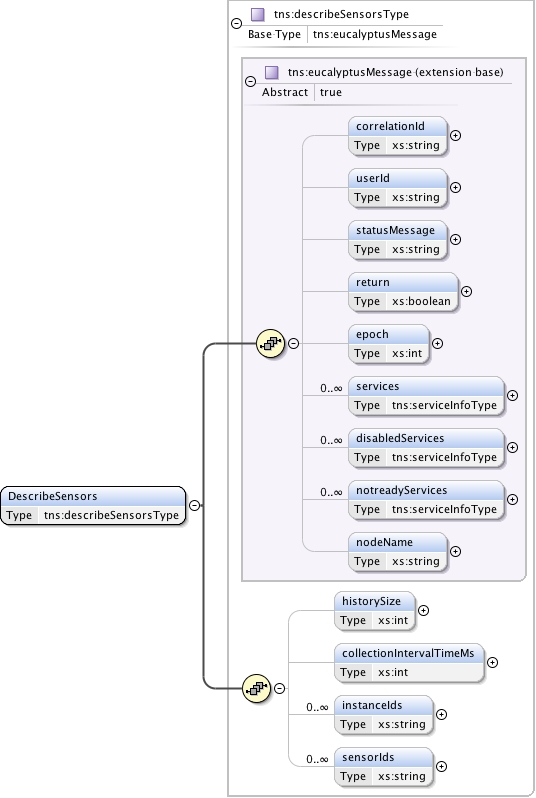 tns:describeSensorsType
Base Type tns:eucalyptusMessage
tns:eucalyptusMessage (extension base)
Abstract true
correlationId
Type xs:string
userId
Type xs:string
statusMessage
Type xs:string
return
Type xs:boolean
epoch
Type xs:int
0..∞ services
Type tns:serviceInfoType
0..∞ disabledServices
Type tns:serviceInfoType
0..∞ notreadyServices
Type tns:serviceInfoType
nodeName
Type xs:string
DescribeSensors
Type tns:describeSensorsType
historySize
Type xs:int
collectionIntervalTimeMs
Type xs:int
0..∞ instanceIds
Type xs:string
0..∞ sensorIds
Type xs:string